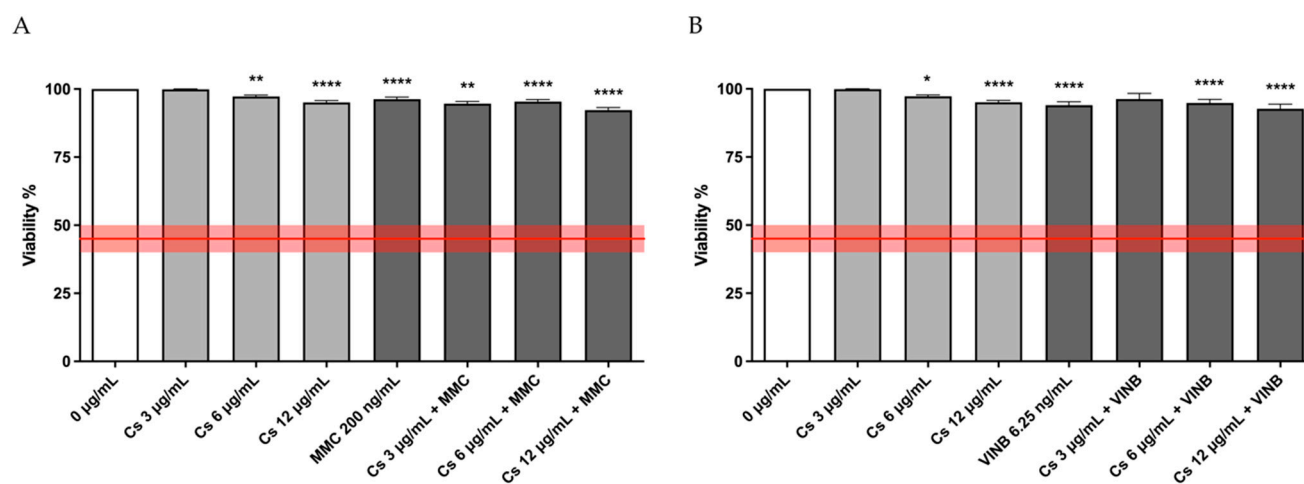 A
Viability %
100
75
50
25
0
** **** **** ** **** ****
0 µg/mL
Cs 3 µg/mL
Cs 6 µg/mL
Cs 12 µg/mL
MMC 200 ng/mL
Cs 3 µg/mL + MMC
Cs 6 µg/mL + MMC
Cs 12 µg/mL + MMC
B
Viability %
100
75
50
25
0
* **** **** **** ****
0 µg/mL
Cs 3 µg/mL
Cs 6 µg/mL
Cs 12 µg/mL
VINB 6.25 ng/mL
Cs 3 µg/mL + VINB
Cs 6 µg/mL + VINB
Cs 12 µg/mL + VINB